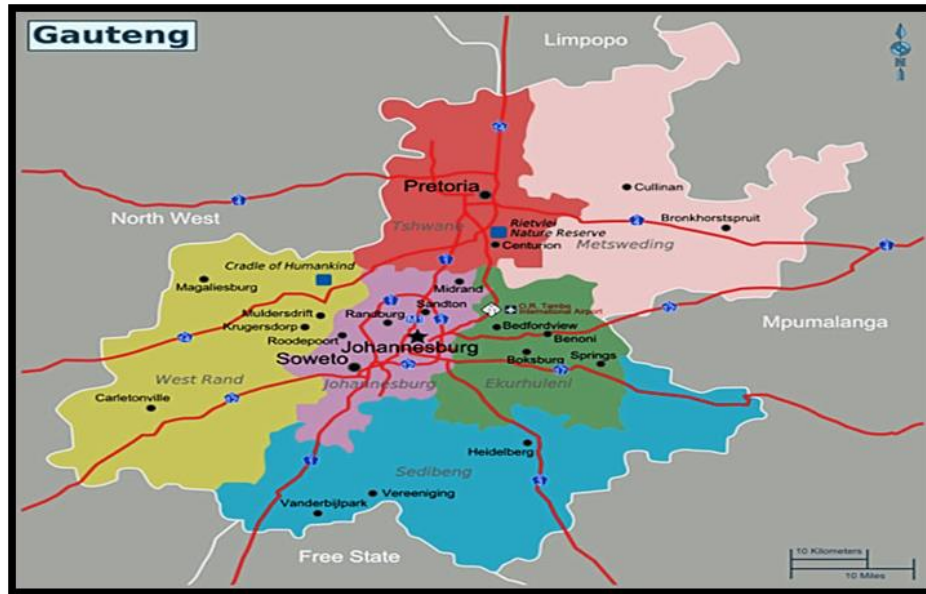 Gauteng
Limpopo
N
Pretoria
Cullinan
North West
Bronkhorstspruit
Tshwane
Rietvlei
Nature Reserve
Centurion
Metsweding
Cradle of Humankind
Magaliesburg
Midrand
Sandton
O.R. Tambo
International Airport
Muldersdrift
Randburg
M1
Krugersdorp
Bedfordview
Mpumalanga
Roodepoort
Johannesburg
Benoni
Soweto
Boksburg
Springs
West Rand
Johannesburg
Ekurhuleni
Carletonville
Heidelberg
Sedibeng
Vereeniging
Vanderbijlpark
Free State
10 Kilometers
10 Miles